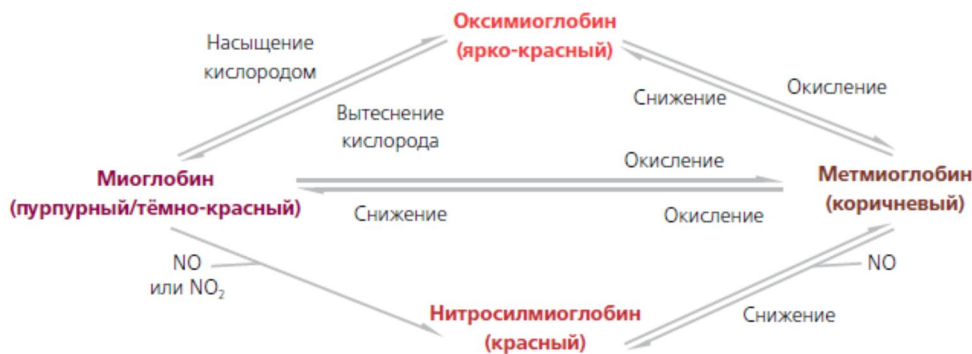 Оксимиоглобин
(ярко-красный)
Насыщение
кислородом
Окисление
Снижение
Вытеснение
кислорода
Окисление
Миоглобин
(пурпурный/тёмно-красный)
Метмиоглобин
(коричневый)
Снижение
Окисление
NO
или NO₂
NO
Нитросилмиоглобин
(красный)
Снижение